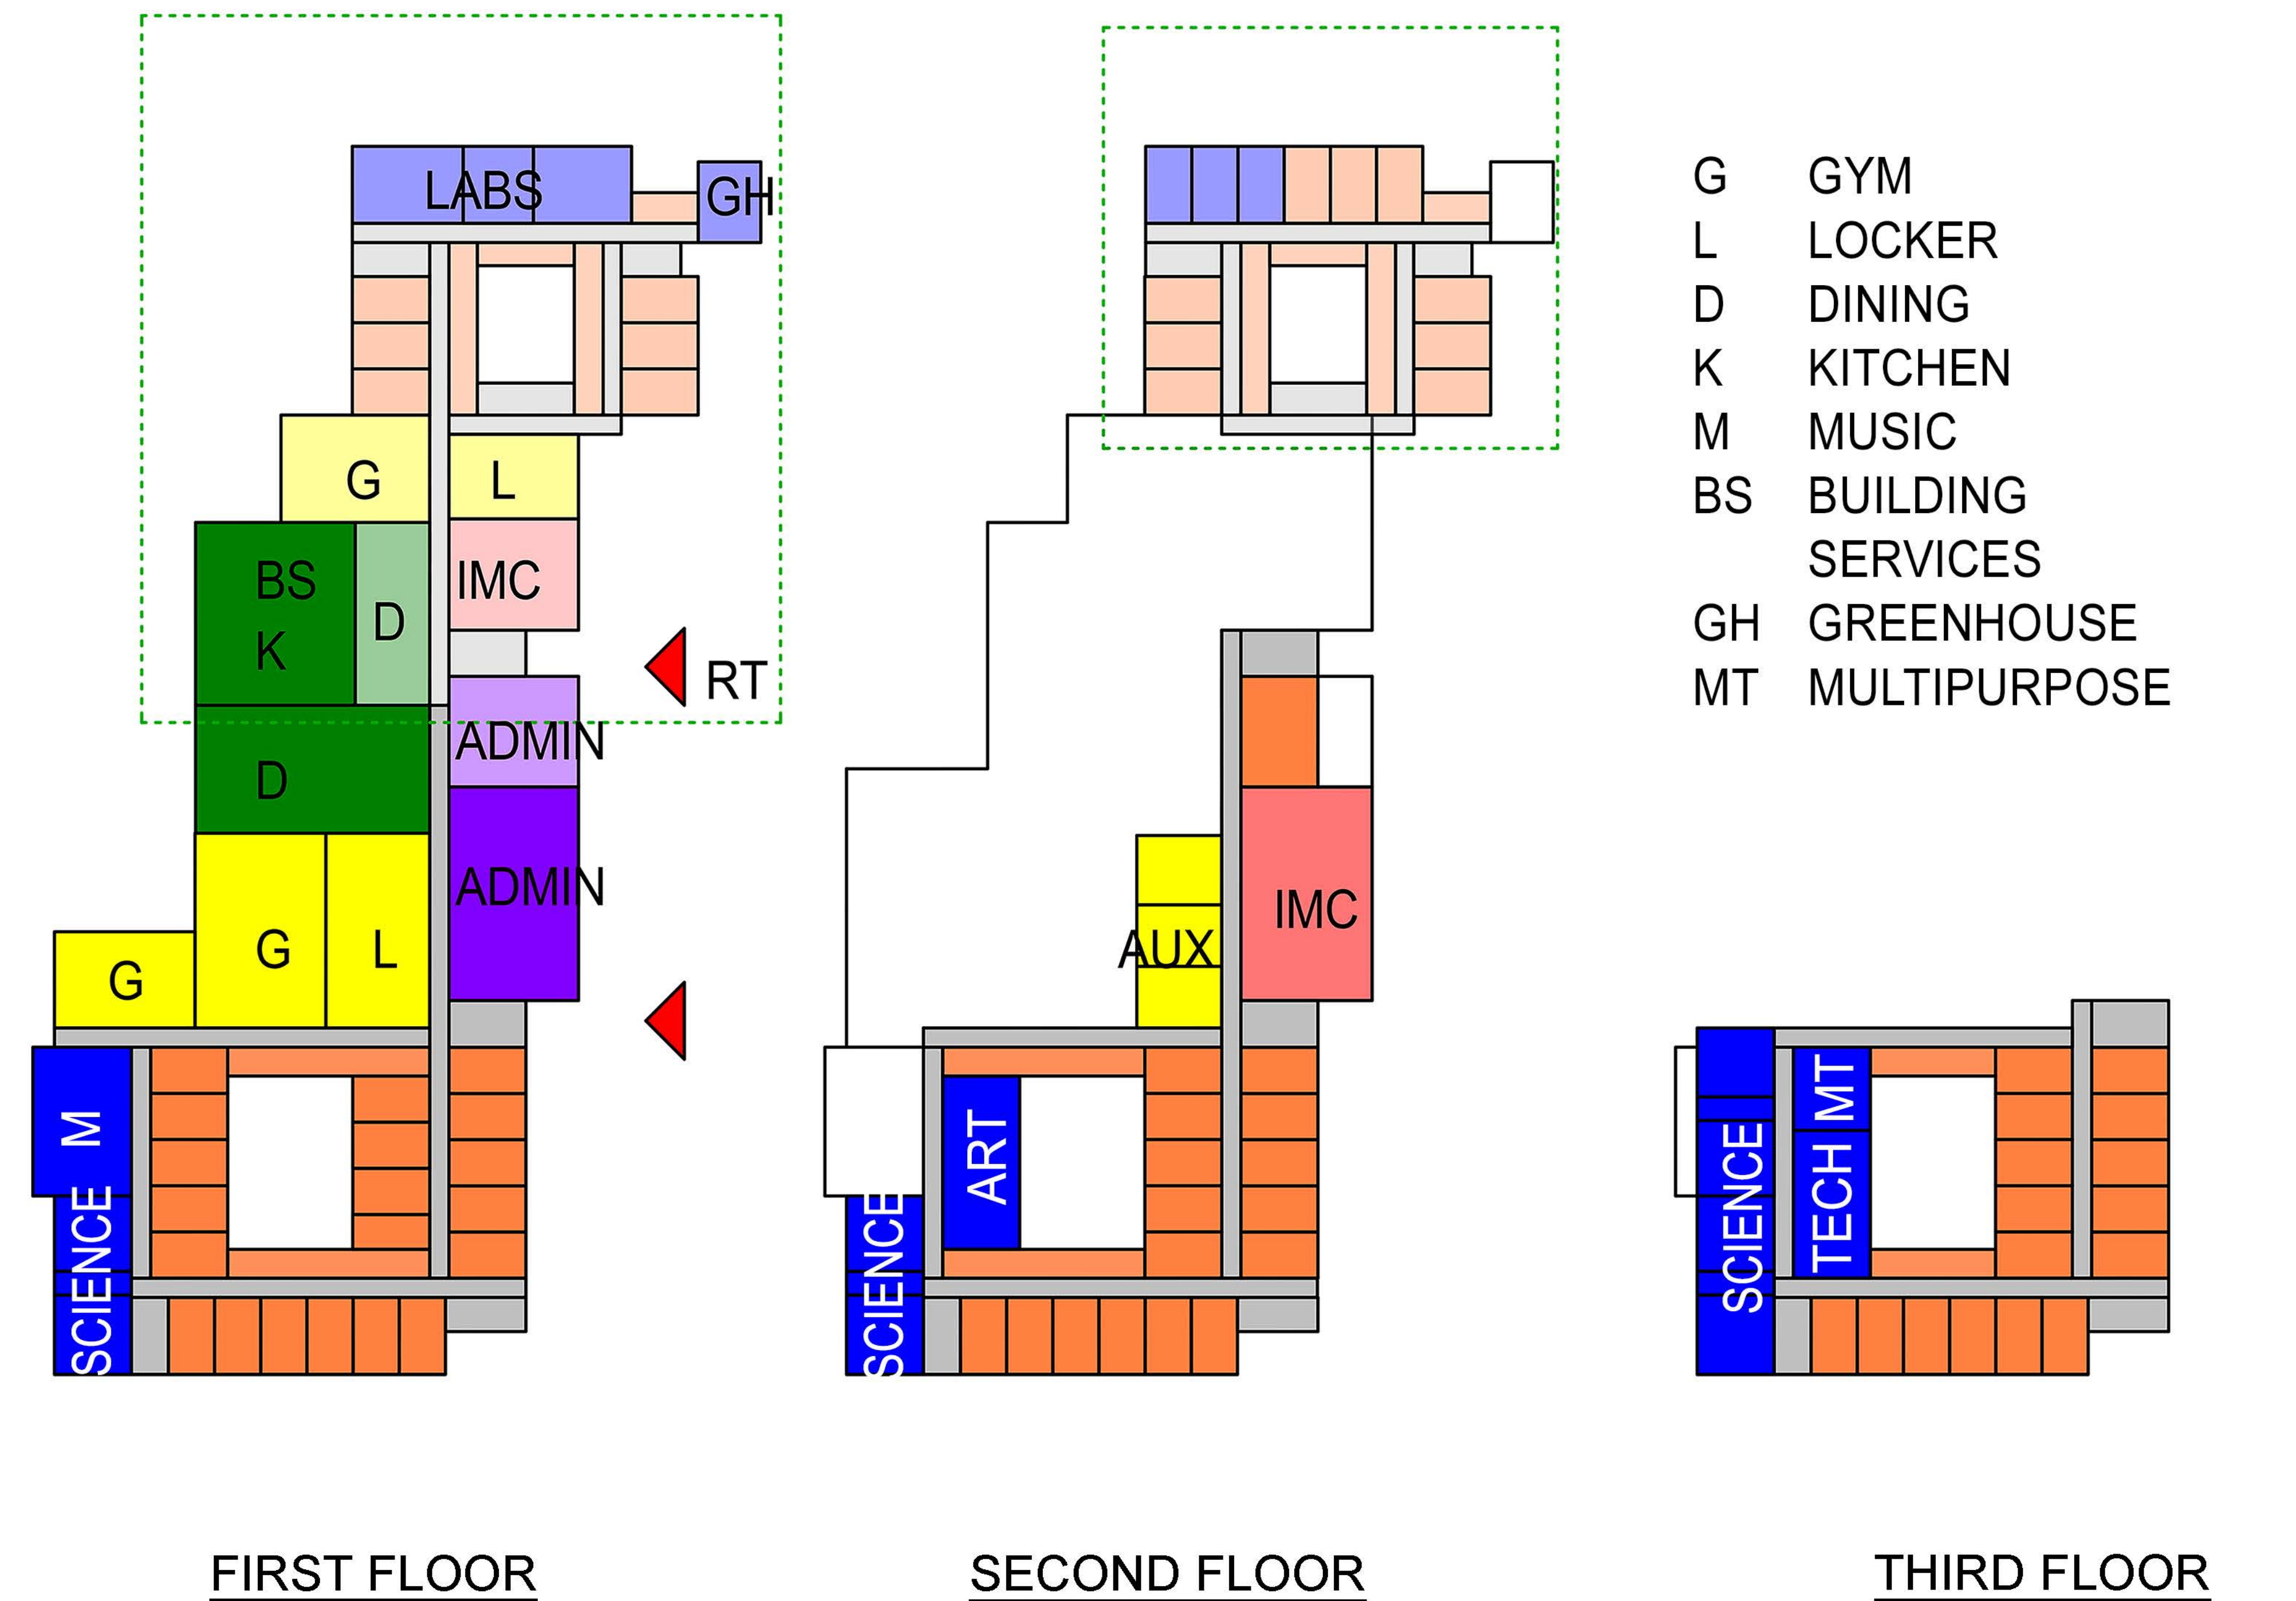 LABS
GH
G
L
BS
K
D
IMC
RT
ADMIN
D
ADMIN
G
G
L
M
SCIENCE
FIRST FLOOR
IMC
AUX
ART
SCIENCE
SECOND FLOOR
G GYM
L LOCKER
D DINING
K KITCHEN
M MUSIC
BS BUILDING
SERVICES
GH GREENHOUSE
MT MULTIPURPOSE
SCIENCE
MT
TECH
THIRD FLOOR